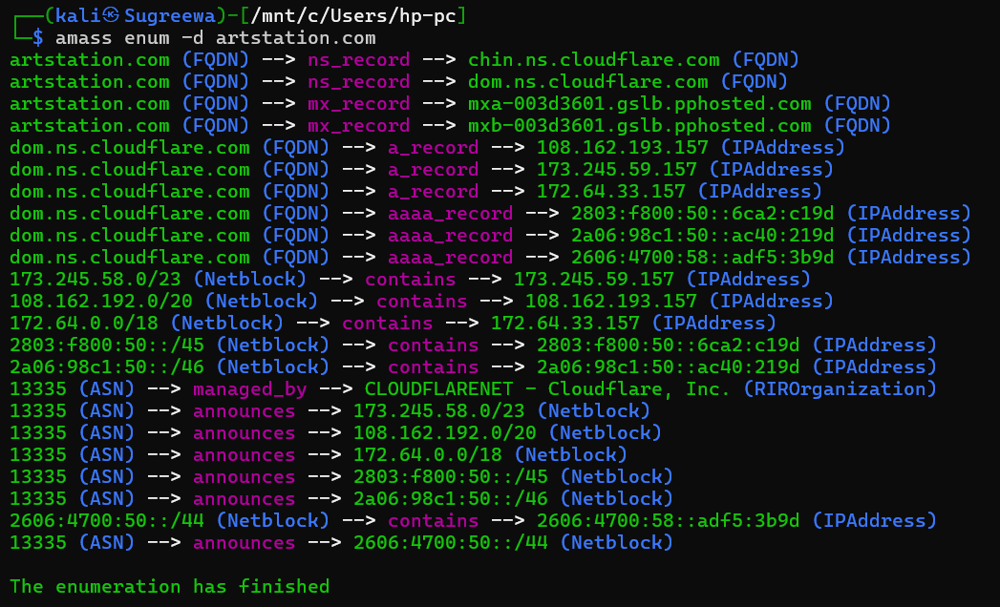 ┌──(kali㉿Sugreewa)-[/mnt/c/Users/hp-pc]
└─$ amass enum -d artstation.com
artstation.com (FQDN) --> ns_record --> chin.ns.cloudflare.com (FQDN)
artstation.com (FQDN) --> ns_record --> dom.ns.cloudflare.com (FQDN)
artstation.com (FQDN) --> mx_record --> mxa-003d3601.gslb.pphosted.com (FQDN)
artstation.com (FQDN) --> mx_record --> mxb-003d3601.gslb.pphosted.com (FQDN)
dom.ns.cloudflare.com (FQDN) --> a_record --> 108.162.193.157 (IPAddress)
dom.ns.cloudflare.com (FQDN) --> a_record --> 173.245.59.157 (IPAddress)
dom.ns.cloudflare.com (FQDN) --> a_record --> 172.64.33.157 (IPAddress)
dom.ns.cloudflare.com (FQDN) --> aaaa_record --> 2803:f800:50::6ca2:c19d (IPAddress)
dom.ns.cloudflare.com (FQDN) --> aaaa_record --> 2a06:98c1:50::ac40:219d (IPAddress)
dom.ns.cloudflare.com (FQDN) --> aaaa_record --> 2606:4700:58::adf5:3b9d (IPAddress)
173.245.58.0/23 (Netblock) --> contains --> 173.245.59.157 (IPAddress)
108.162.192.0/20 (Netblock) --> contains --> 108.162.193.157 (IPAddress)
172.64.0.0/18 (Netblock) --> contains --> 172.64.33.157 (IPAddress)
2803:f800:50::/45 (Netblock) --> contains --> 2803:f800:50::6ca2:c19d (IPAddress)
2a06:98c1:50::/46 (Netblock) --> contains --> 2a06:98c1:50::ac40:219d (IPAddress)
13335 (ASN) --> managed_by --> CLOUDFLARENET - Cloudflare, Inc. (RIROrganization)
13335 (ASN) --> announces --> 173.245.58.0/23 (Netblock)
13335 (ASN) --> announces --> 108.162.192.0/20 (Netblock)
13335 (ASN) --> announces --> 172.64.0.0/18 (Netblock)
13335 (ASN) --> announces --> 2803:f800:50::/45 (Netblock)
13335 (ASN) --> announces --> 2a06:98c1:50::/46 (Netblock)
2606:4700:50::/44 (Netblock) --> contains --> 2606:4700:58::adf5:3b9d (IPAddress)
13335 (ASN) --> announces --> 2606:4700:50::/44 (Netblock)
The enumeration has finished